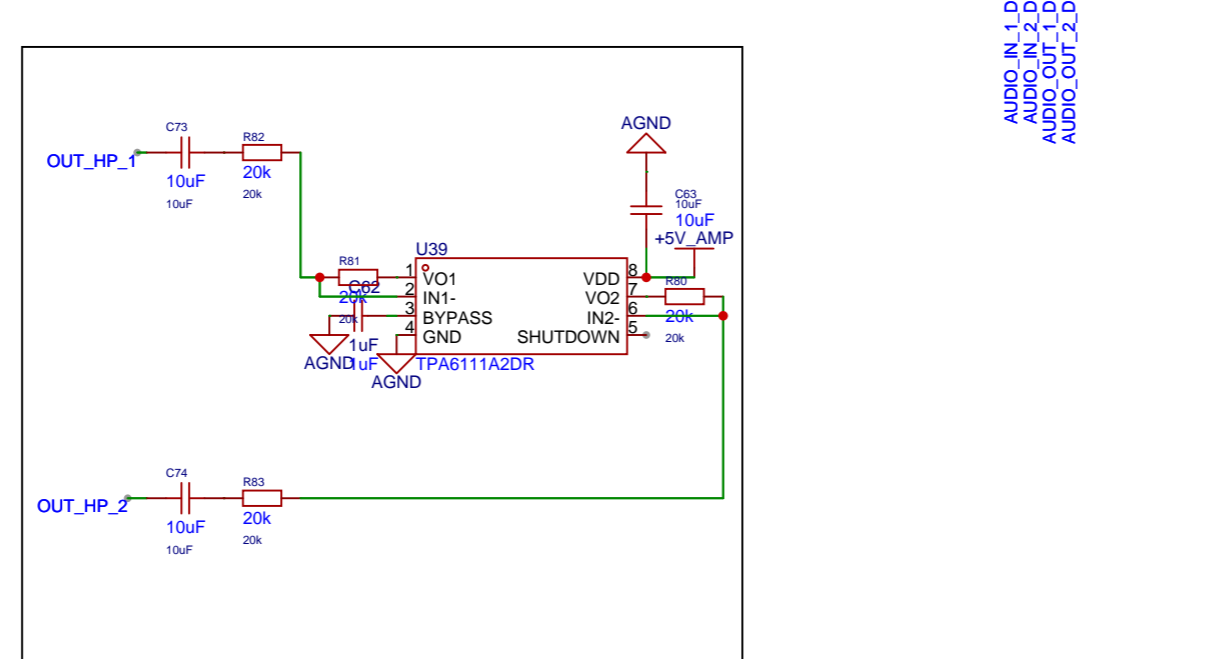 AUDIO_IN_1_D
AUDIO_IN_2_D
AUDIO_OUT_1_D
AUDIO_OUT_2_D
C73
OUT_HP_1
10uF
10uF
R82
20k
20k
AGND
C63
10uF
10uF
+5V_AMP
U39
R81
20k
20k
C62
1uF
1uF
AGND
AGND
1
VO1
2
IN1-
3
BYPASS
4
GND
8
VDD
7
VO2
6
IN2-
5
SHUTDOWN
TPA6111A2DR
R80
20k
20k
C74
OUT_HP_2
10uF
10uF
R83
20k
20k